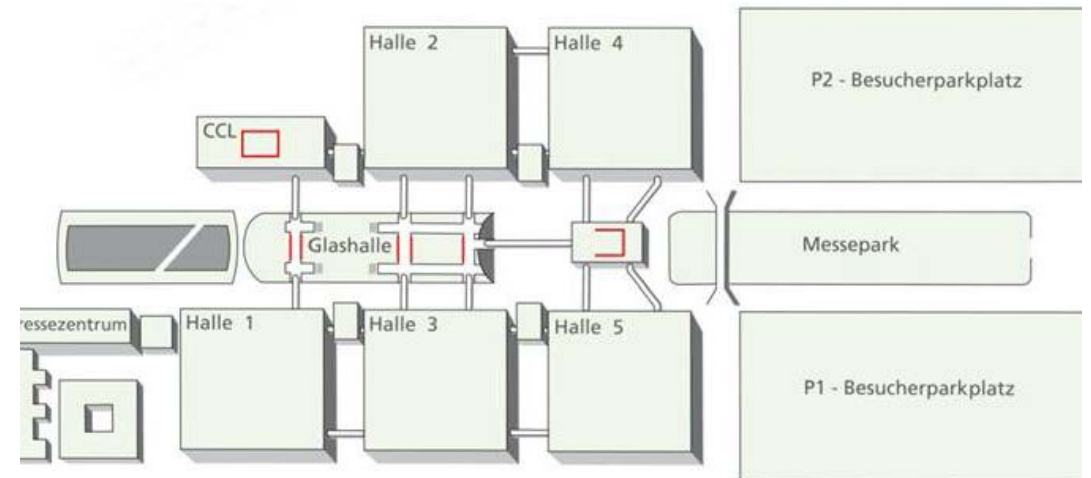 Halle 2
Halle 4
P2 - Besucherparkplatz
CCL
Glashalle
Messepark
ressezentrum
Halle 1
Halle 3
Halle 5
P1 - Besucherparkplatz